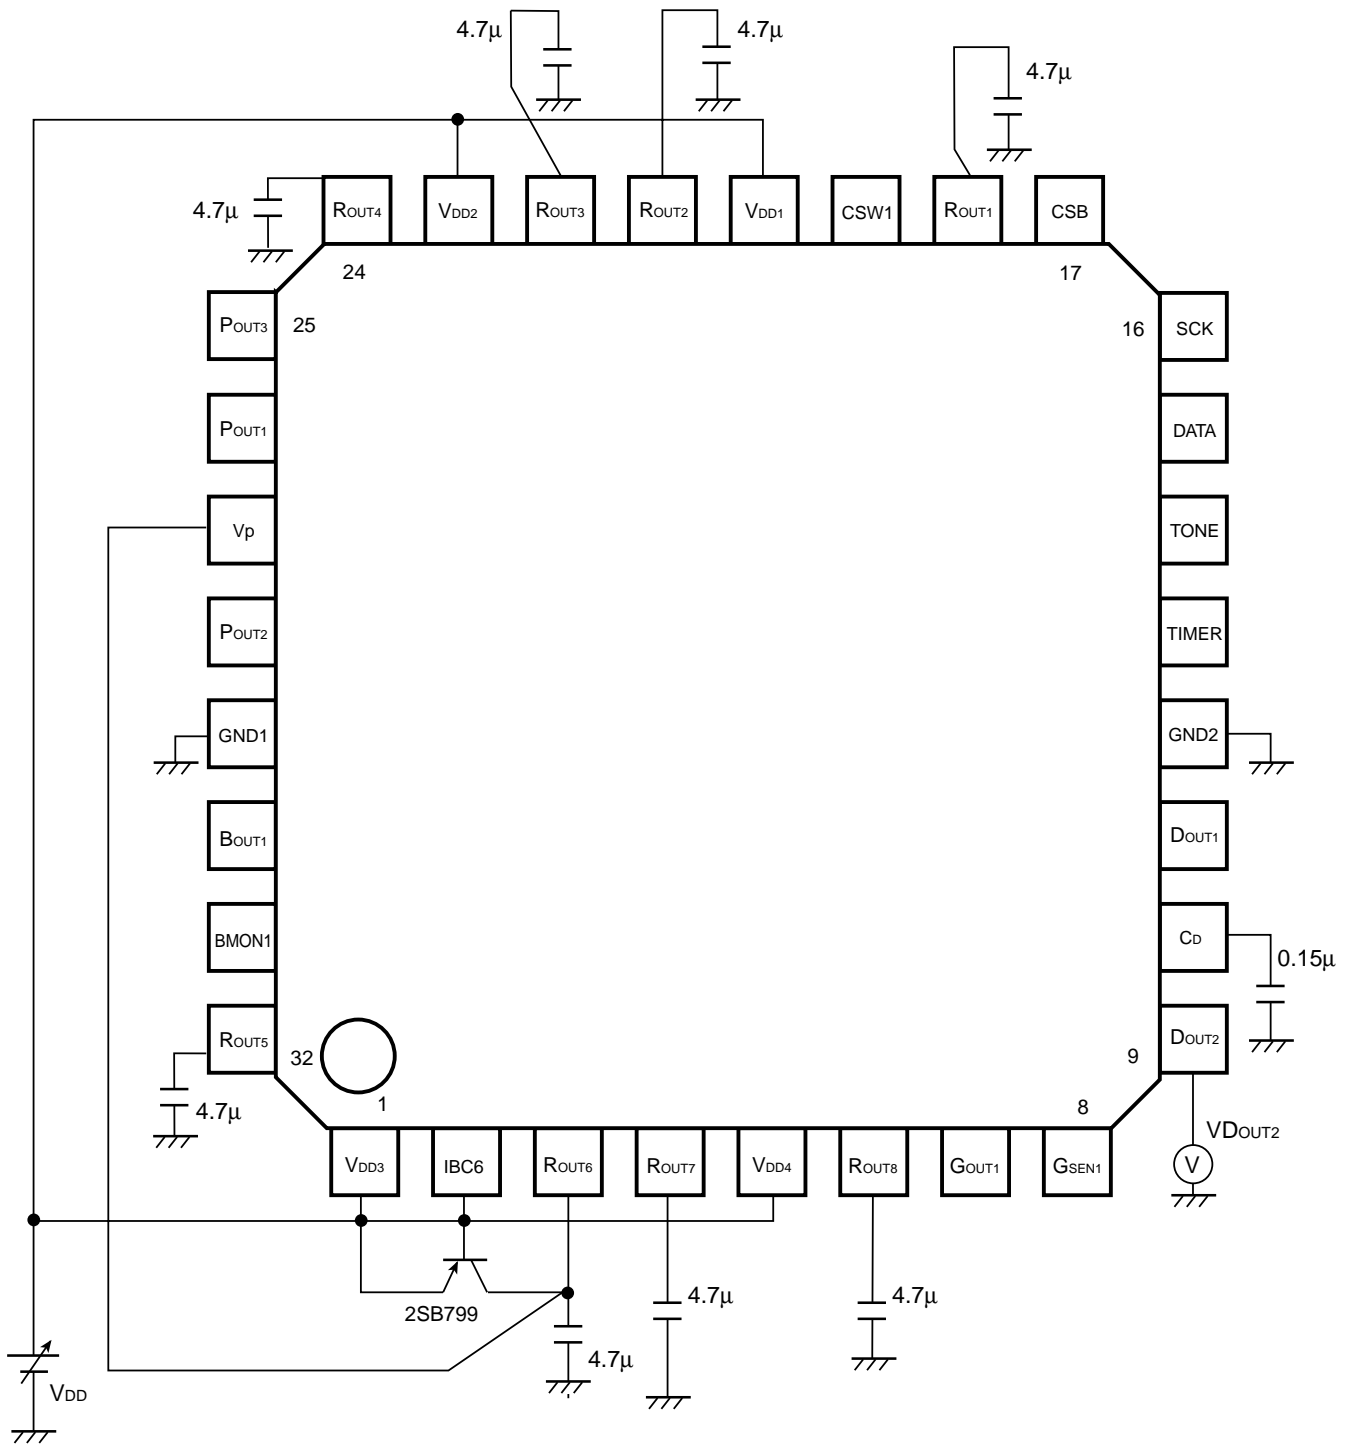 4.7μ
4.7μ
4.7μ
4.7μ
ROUT4
VDD2
ROUT3
ROUT2
VDD1
CSW1
ROUT1
CSB
24
17
POUT3
25
16
SCK
POUT1
DATA
Vp
TONE
POUT2
TIMER
GND1
GND2
BOUT1
DOUT1
BMON1
CD
0.15μ
ROUT5
32
9
DOUT2
4.7μ
1
8
VDOUT2
V
VDD3
IBC6
ROUT6
ROUT7
VDD4
ROUT8
GOUT1
GSEN1
2SB799
4.7μ
4.7μ
4.7μ
VDD